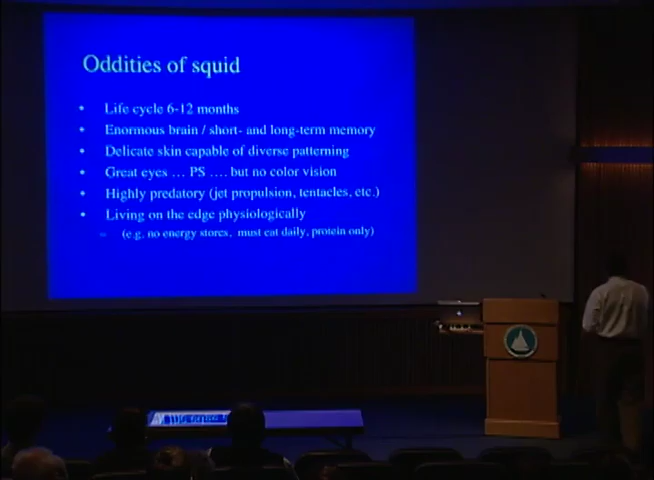 Oddities of squid
• Life cycle 6-12 months
• Enormous brain / short- and long-term memory
• Delicate skin capable of diverse patterning
• Great eyes … PS …. but no color vision
• Highly predatory (jet propulsion, tentacles, etc.)
• Living on the edge physiologically
– (e.g. no energy stores, must eat daily, protein only)